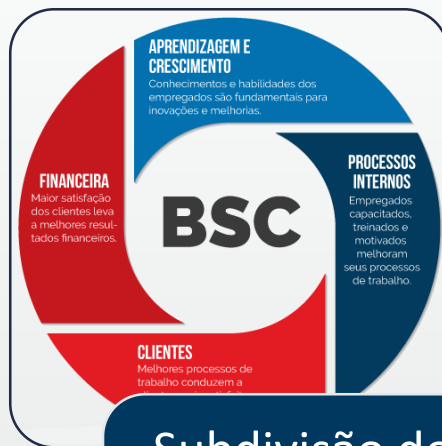 APRENDIZAGEM E
CRESCIMENTO
Conhecimentos e habilidades dos
empregados são fundamentais para
inovações e melhorias.
PROCESSOS
INTERNOS
Empregados
capacitados,
treinados e
motivados
melhoram
seus processos
de trabalho.
FINANCEIRA
Maior satisfação
dos clientes leva
a melhores resul-
tados financeiros.
BSC
CLIENTES
Melhores processos de
trabalho conduzem a